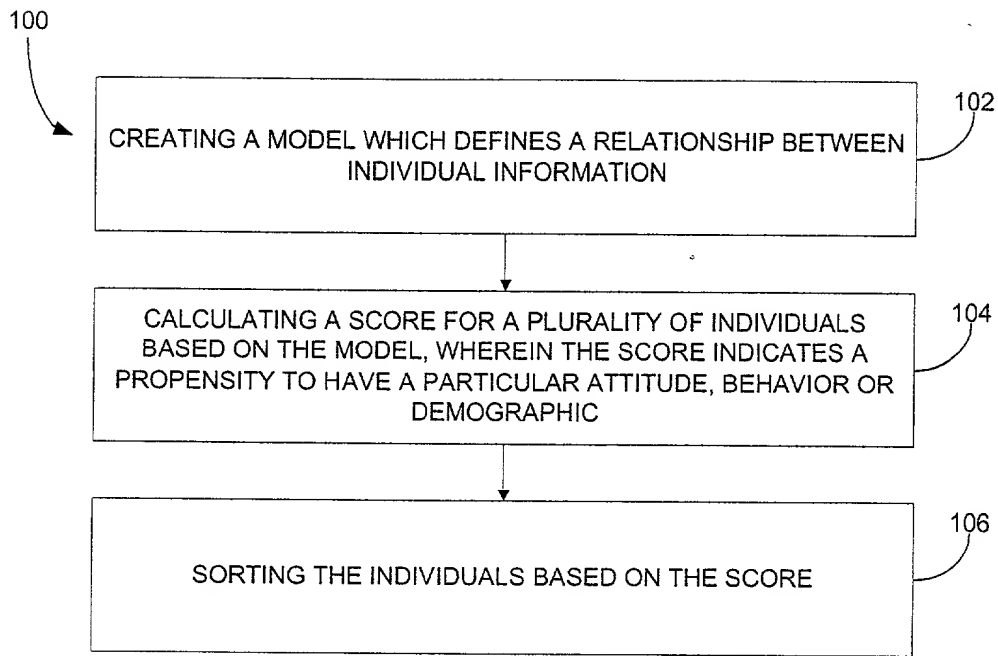 100
102
CREATING A MODEL WHICH DEFINES A RELATIONSHIP BETWEEN
INDIVIDUAL INFORMATION
104
CALCULATING A SCORE FOR A PLURALITY OF INDIVIDUALS
BASED ON THE MODEL, WHEREIN THE SCORE INDICATES A
PROPENSITY TO HAVE A PARTICULAR ATTITUDE, BEHAVIOR OR
DEMOGRAPHIC
106
SORTING THE INDIVIDUALS BASED ON THE SCORE